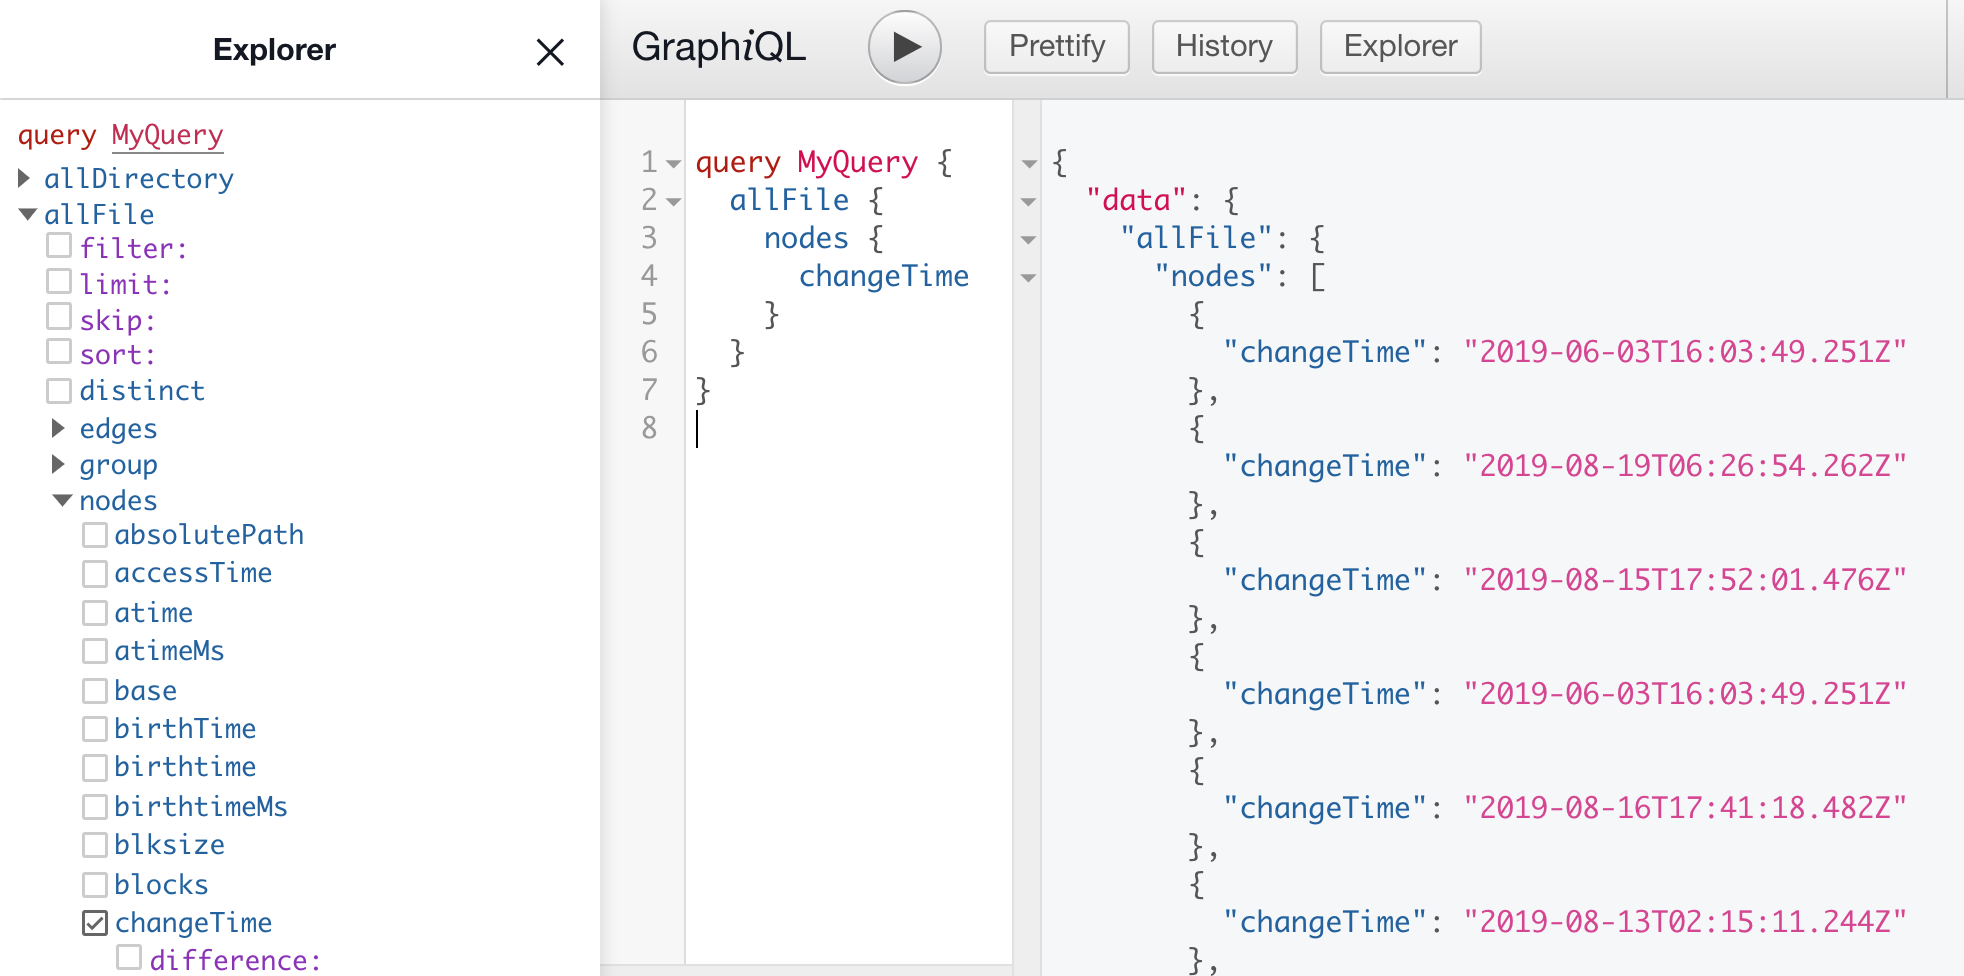 Explorer
query MyQuery
allDirectory
allFile
filter:
limit:
skip:
sort:
distinct
edges
group
nodes
absolutePath
accessTime
atime
atimeMs
base
birthTime
birthtime
birthtimeMs
blksize
blocks
changeTime
difference:
GraphiQL
Prettify
History
Explorer
1 query MyQuery {
2 allFile {
3 nodes {
4 changeTime
5 }
6 }
7 }
8
{
"data": {
"allFile": {
"nodes": [
{
"changeTime": "2019-06-03T16:03:49.251Z"
},
{
"changeTime": "2019-08-19T06:26:54.262Z"
},
{
"changeTime": "2019-08-15T17:52:01.476Z"
},
{
"changeTime": "2019-06-03T16:03:49.251Z"
},
{
"changeTime": "2019-08-16T17:41:18.482Z"
},
{
"changeTime": "2019-08-13T02:15:11.244Z"
},